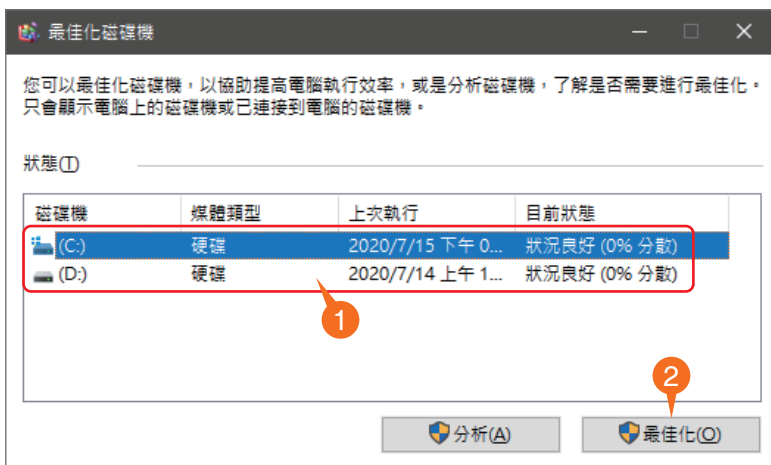 最佳化磁碟機
您可以最佳化磁碟機，以協助提高電腦執行效率，或是分析磁碟機，了解是否需要進行最佳化。
只會顯示電腦上的磁碟機或已連接到電腦的磁碟機。
狀態(T)
磁碟機 媒體類型 上次執行 目前狀態
(C:) 硬碟 2020/7/15 下午 0... 狀況良好 (0% 分散)
(D:) 硬碟 2020/7/14 上午 1... 狀況良好 (0% 分散)
1
2
分析(A) 最佳化(O)